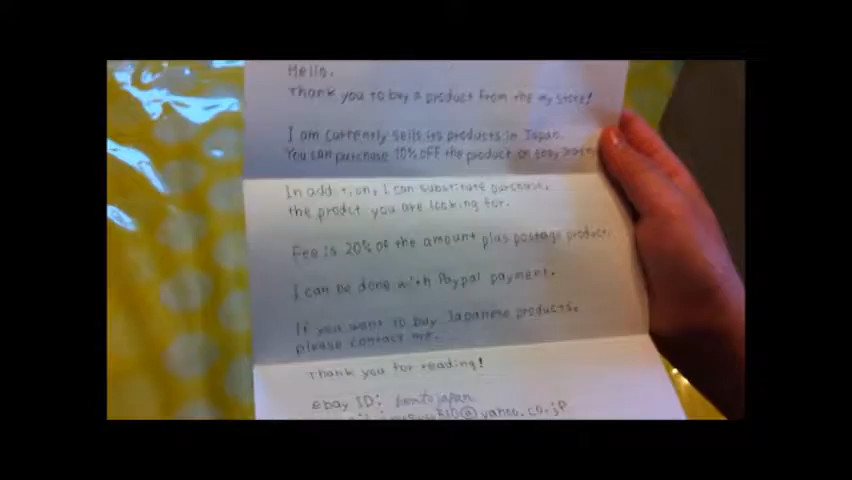 Hello.
Thank you to buy a product from the my store!
I am currently sells its products in Japan.
You can purchase 10% OFF the product on ebay
In addition, I can substitute purchase.
the prodct you are looking for.
Fee is 20% of the amount plus postage product.
I can be done with Paypal payment.
If you want to buy Japanese products.
please contact me.
Thank you for reading!
ebay ID:
@yahoo.co.jp